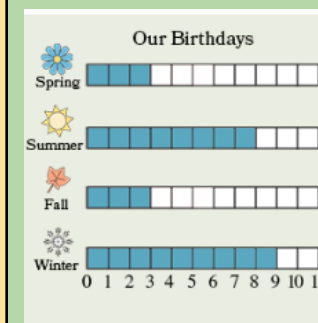 Our Birthdays
Spring
Summer
Fall
Winter
0 1 2 3 4 5 6 7 8 9 10